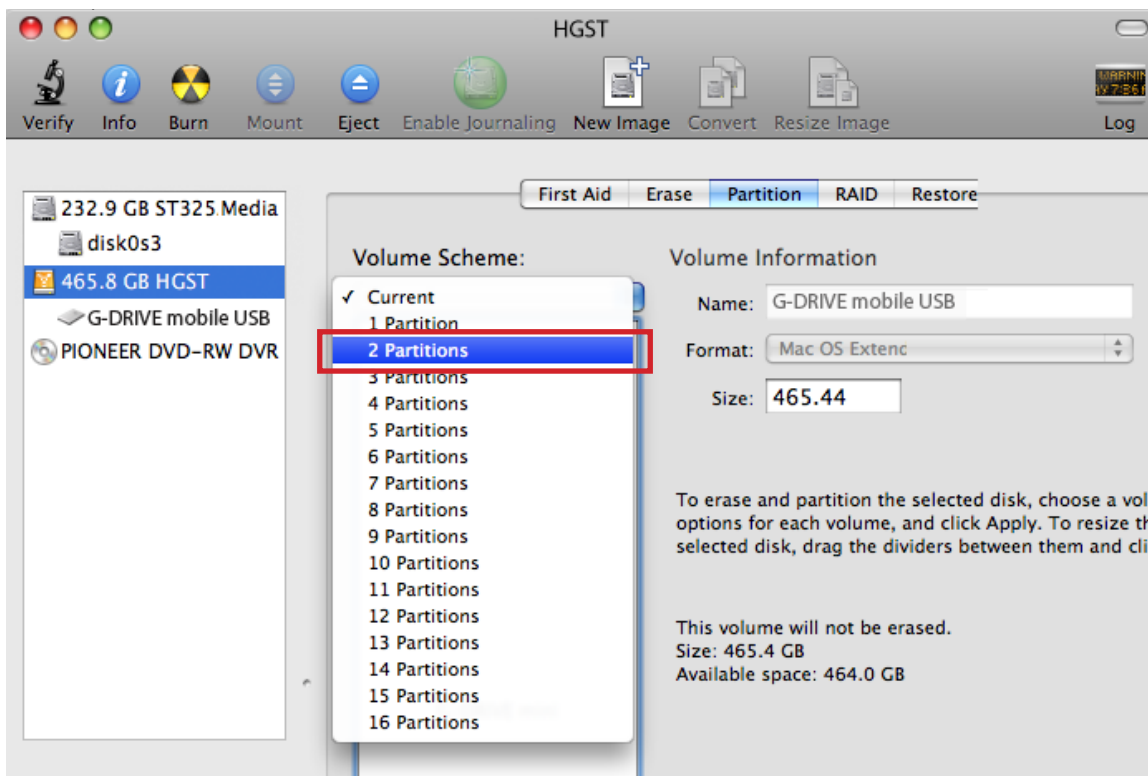 HGST
Verify Info Burn Mount Eject Enable Journaling New Image Convert Resize Image Log
WARNIN
First Aid Erase Partition RAID Restore
232.9 GB ST325.Media
disk0s3
465.8 GB HGST
G-DRIVE mobile USB
PIONEER DVD-RW DVR
Volume Scheme:
✓ Current
1 Partition
2 Partitions
3 Partitions
4 Partitions
5 Partitions
6 Partitions
7 Partitions
8 Partitions
9 Partitions
10 Partitions
11 Partitions
12 Partitions
13 Partitions
14 Partitions
15 Partitions
16 Partitions
Volume Information
Name: G-DRIVE mobile USB
Format: Mac OS Extenc
Size: 465.44
To erase and partition the selected disk, choose a vol
options for each volume, and click Apply. To resize th
selected disk, drag the dividers between them and cli
This volume will not be erased.
Size: 465.4 GB
Available space: 464.0 GB